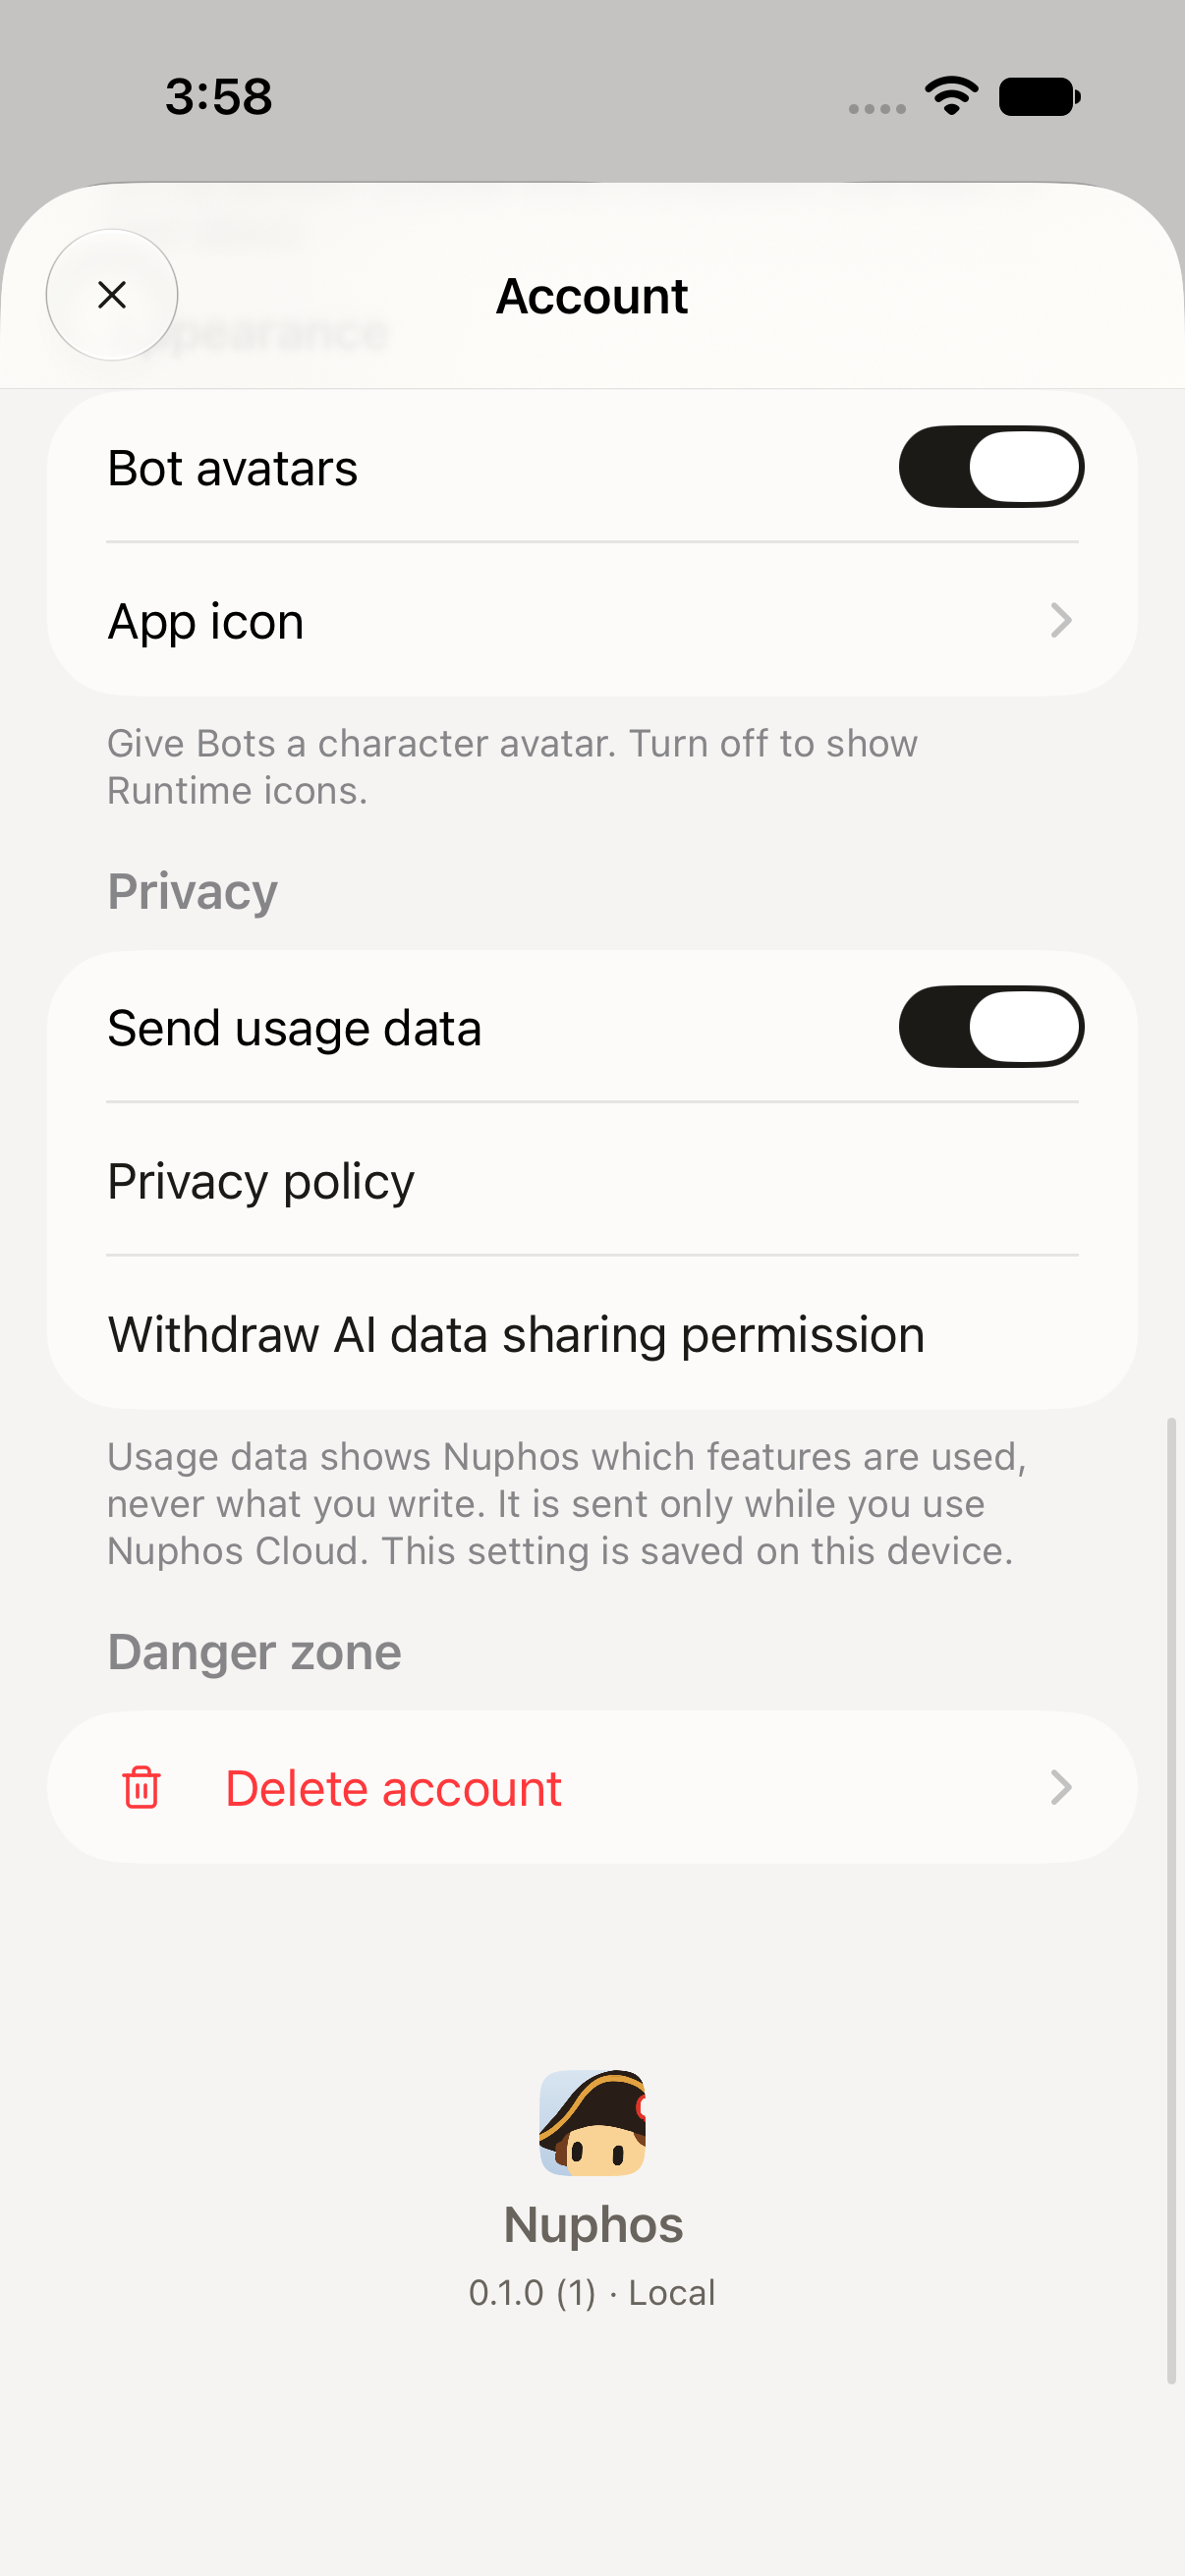 3:58
Account
Bot avatars
App icon
Give Bots a character avatar. Turn off to show
Runtime icons.
Privacy
Send usage data
Privacy policy
Withdraw AI data sharing permission
Usage data shows Nuphos which features are used,
never what you write. It is sent only while you use
Nuphos Cloud. This setting is saved on this device.
Danger zone
Delete account
Nuphos
0.1.0 (1) · Local